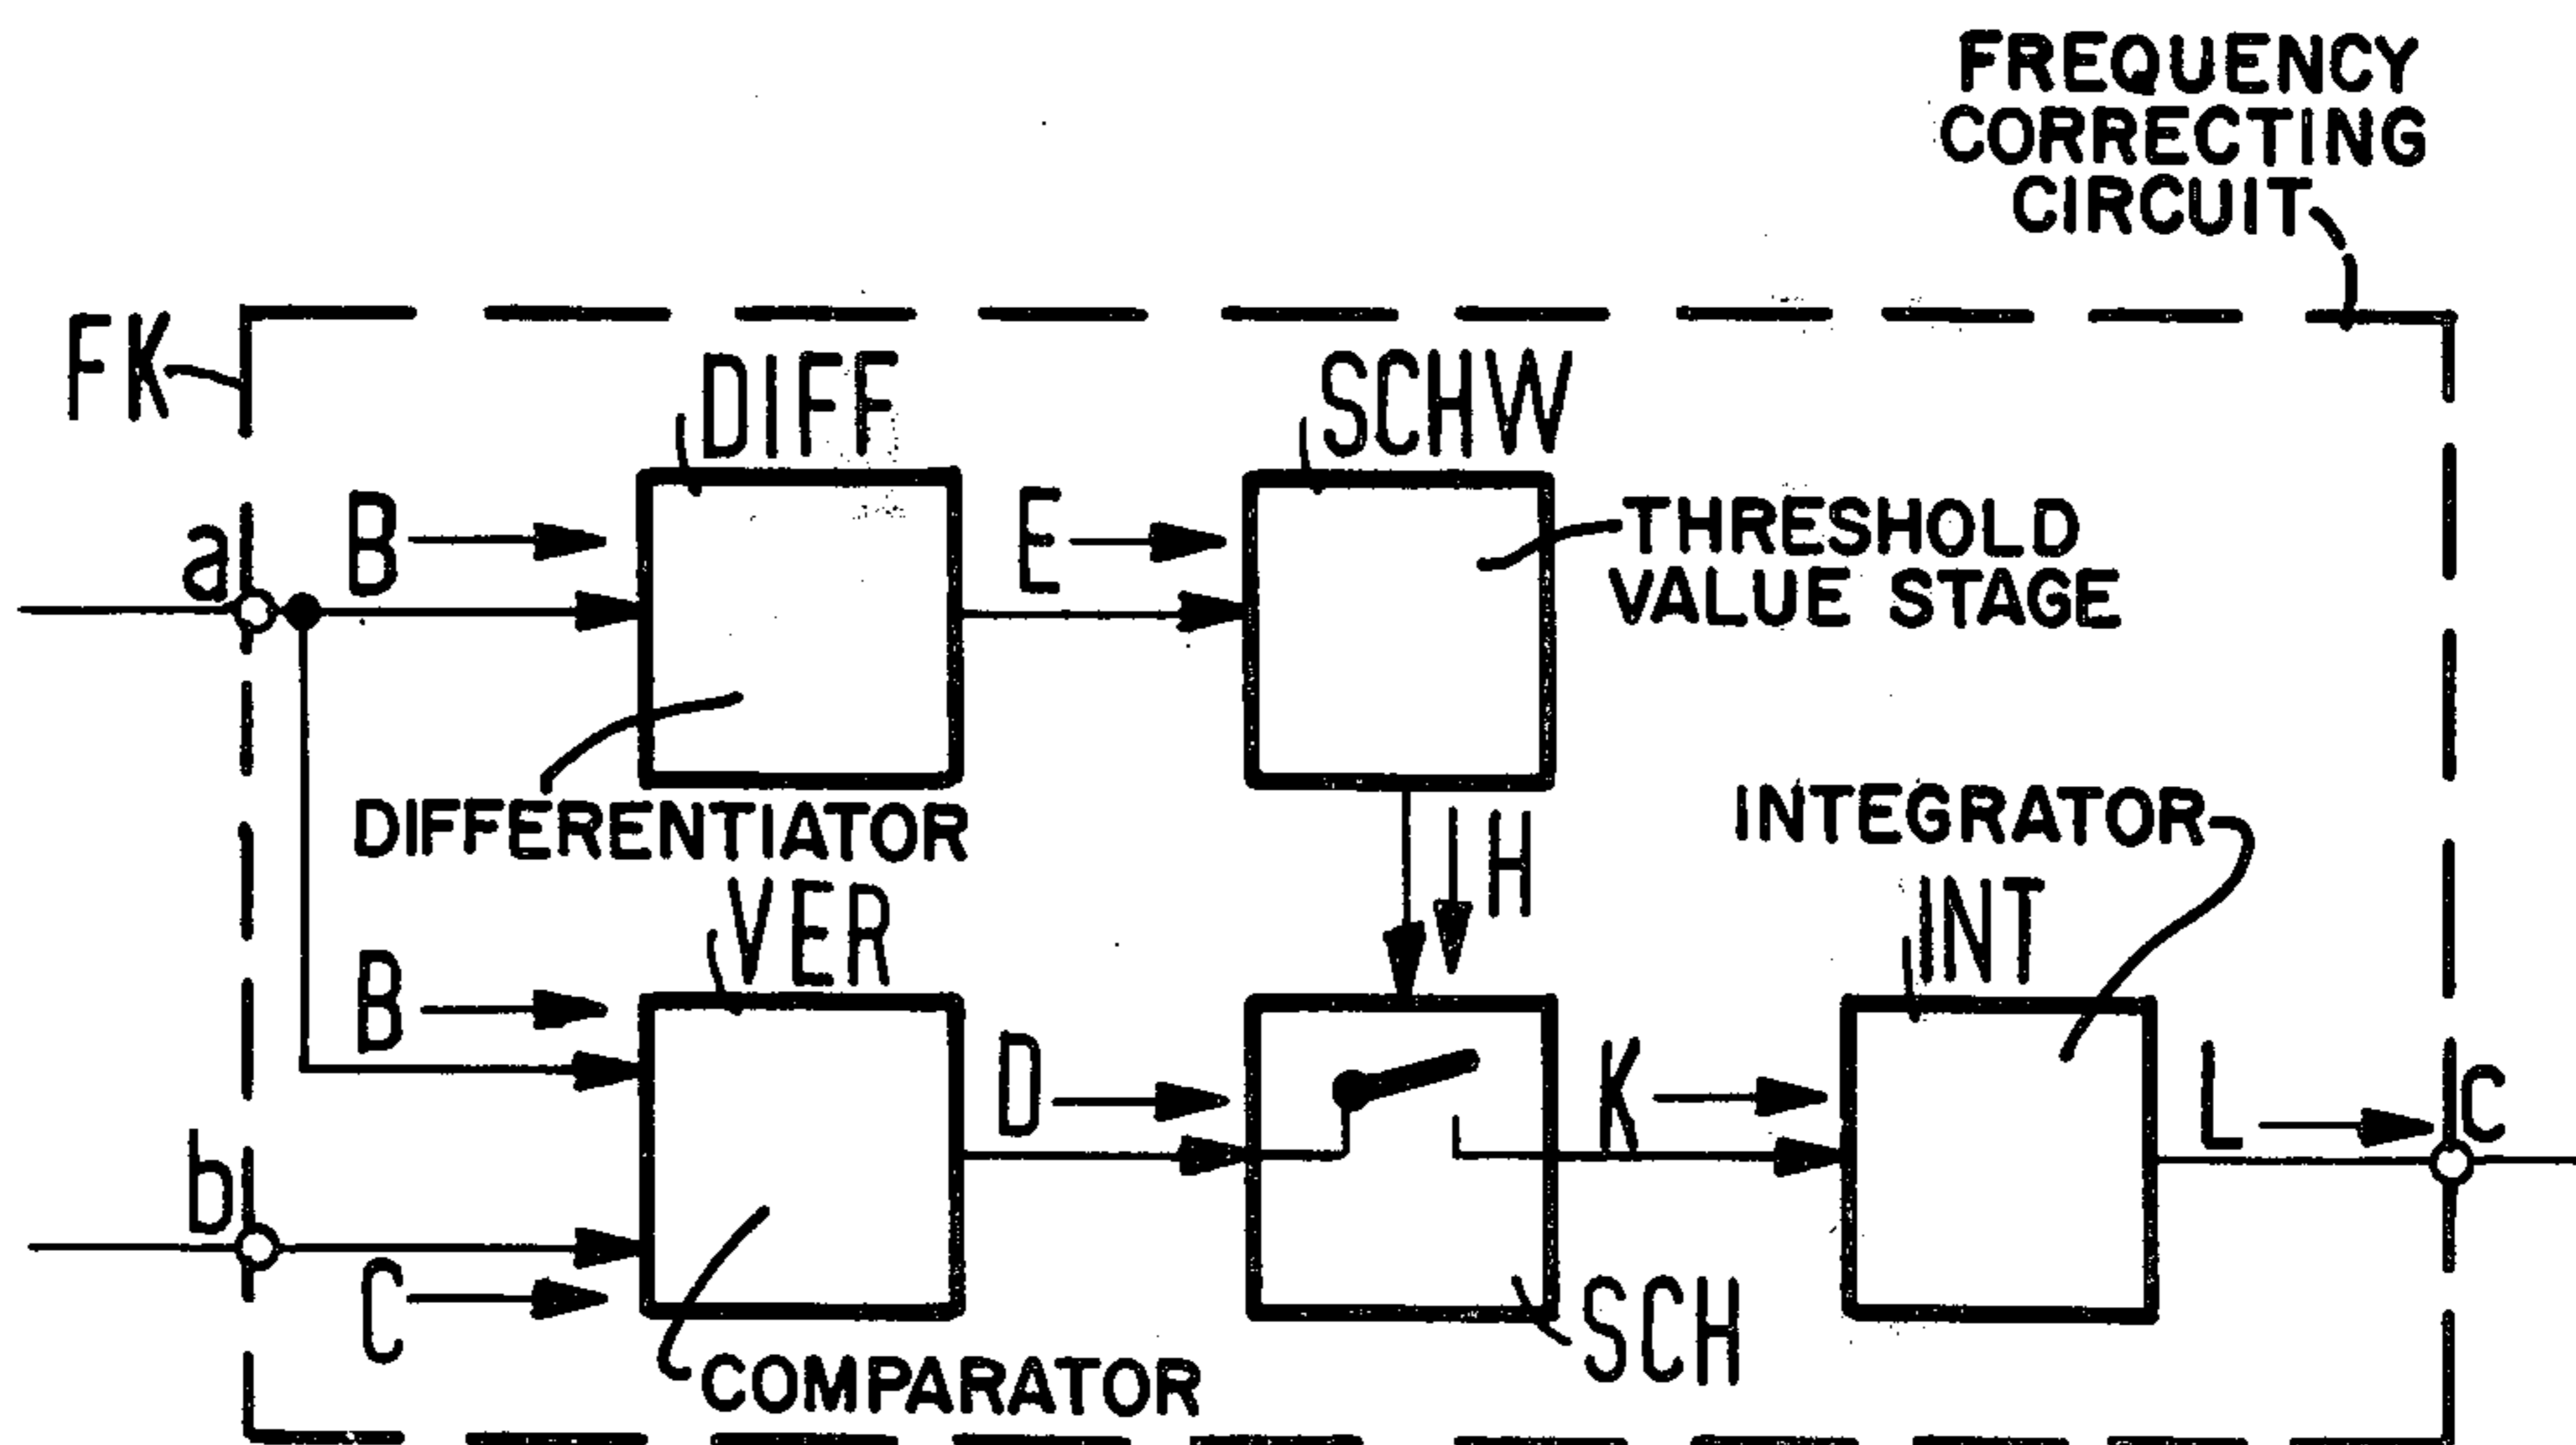 FREQUENCY
CORRECTING
CIRCUIT
FK
DIFF
SCHW
a
B
E
THRESHOLD
VALUE STAGE
DIFFERENTIATOR
INTEGRATOR
H
VER
INT
B
D
K
L
c
b
C
SCH
COMPARATOR